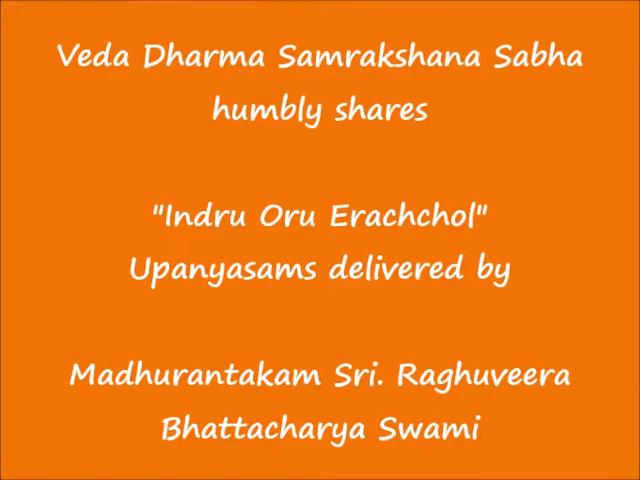 Veda Dharma Samrakshana Sabha
humbly shares
"Indru Oru Erachchol"
Upanyasams delivered by
Madhurantakam Sri. Raghuveera
Bhattacharya Swami